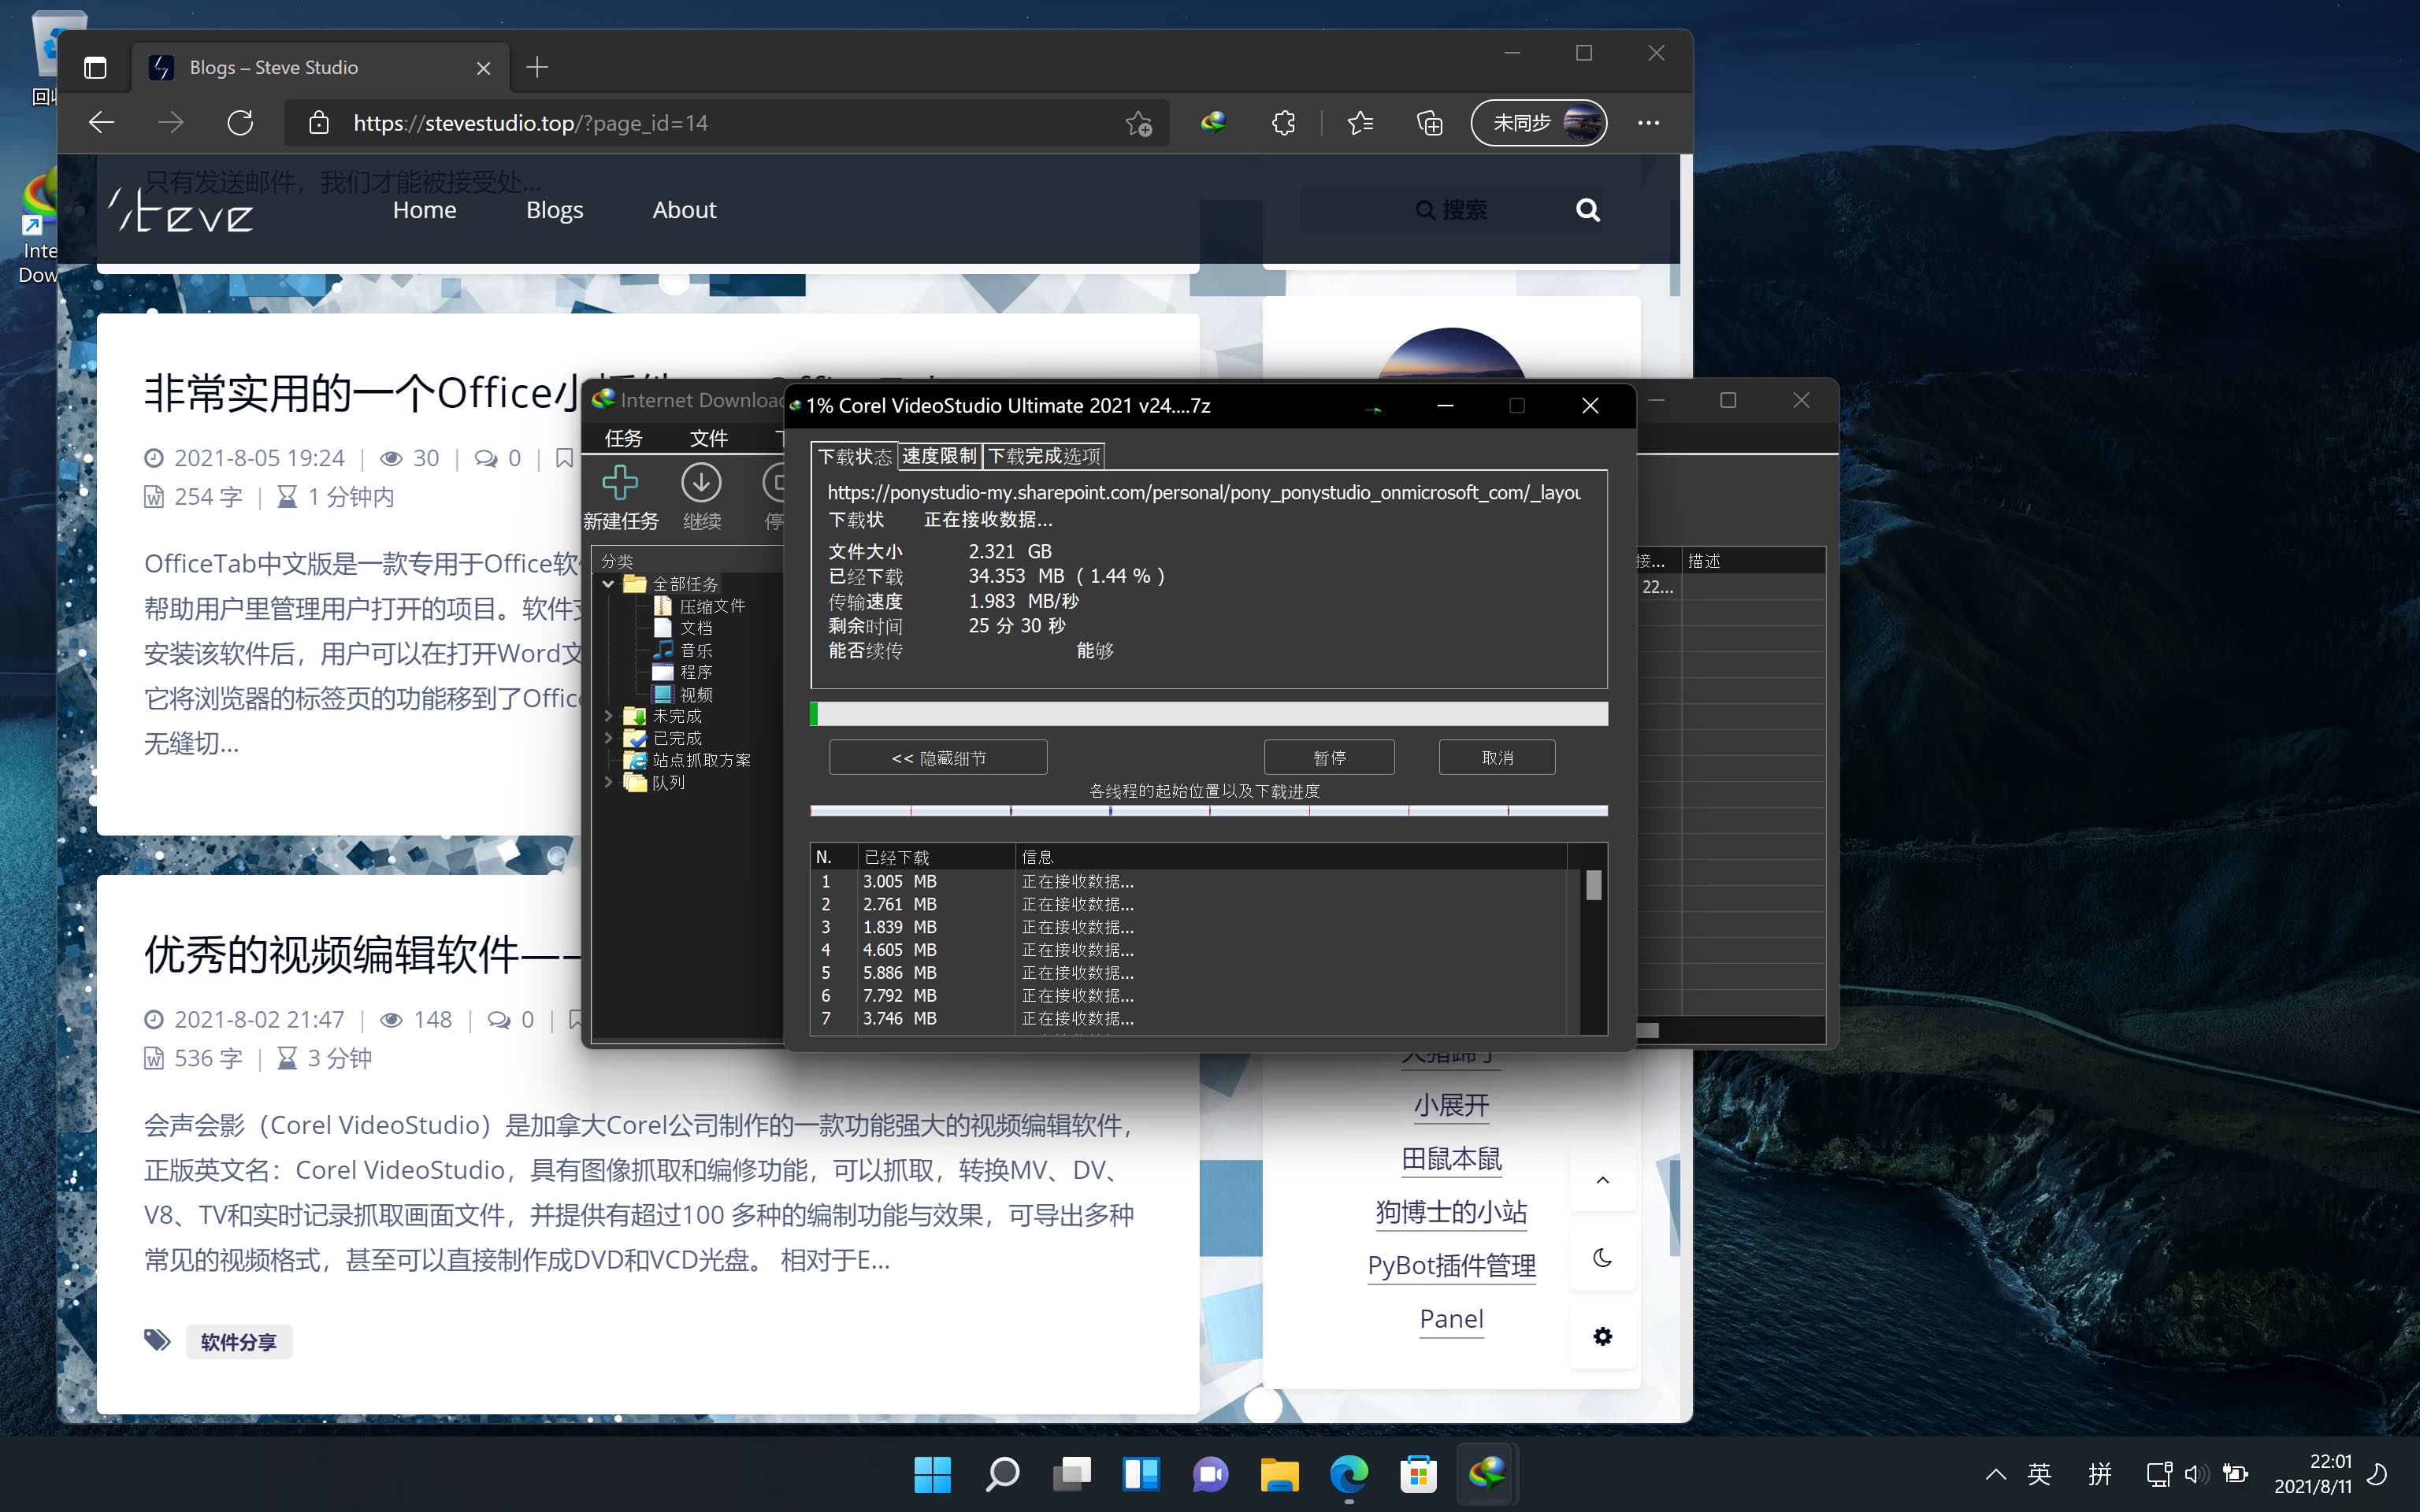 回
Inte
Dow
Blogs – Steve Studio
https://stevestudio.top/?page_id=14
未同步
只有发送邮件，我们才能被接受处...
Steve
Home
Blogs
About
搜索
非常实用的一个Office小
2021-8-05 19:24 | 30 | 0 |
254 字 | 1 分钟内
OfficeTab中文版是一款专用于Office软
帮助用户里管理用户打开的项目。软件
安装该软件后，用户可以在打开Word文
它将浏览器的标签页的功能移到了Offic
无缝切...
优秀的视频编辑软件—
2021-8-02 21:47 | 148 | 0 |
536 字 | 3 分钟
会声会影（Corel VideoStudio）是加拿大Corel公司制作的一款功能强大的视频编辑软件，
正版英文名：Corel VideoStudio，具有图像抓取和编修功能，可以抓取，转换MV、DV、
V8、TV和实时记录抓取画面文件，并提供有超过100 多种的编制功能与效果，可导出多种
常见的视频格式，甚至可以直接制作成DVD和VCD光盘。 相对于E...
软件分享
小展开
田鼠本鼠
狗博士的小站
PyBot插件管理
Panel
Internet Downloa
任务
文件
新建任务
继续
停
分类
全部任务
压缩文件
文档
音乐
程序
视频
未完成
已完成
站点抓取方案
队列
接...
描述
22...
1% Corel VideoStudio Ultimate 2021 v24....7z
下载状态
速度限制
下载完成选项
https://ponystudio-my.sharepoint.com/personal/pony_ponystudio_onmicrosoft_com/_layou
下载状 正在接收数据...
文件大小 2.321 GB
已经下载 34.353 MB ( 1.44 % )
传输速度 1.983 MB/秒
剩余时间 25 分 30 秒
能否续传 能够
<< 隐藏细节
暂停
取消
各线程的起始位置以及下载进度
N. 已经下载 信息
1 3.005 MB 正在接收数据...
2 2.761 MB 正在接收数据...
3 1.839 MB 正在接收数据...
4 4.605 MB 正在接收数据...
5 5.886 MB 正在接收数据...
6 7.792 MB 正在接收数据...
7 3.746 MB 正在接收数据...
英
拼
22:01
2021/8/11